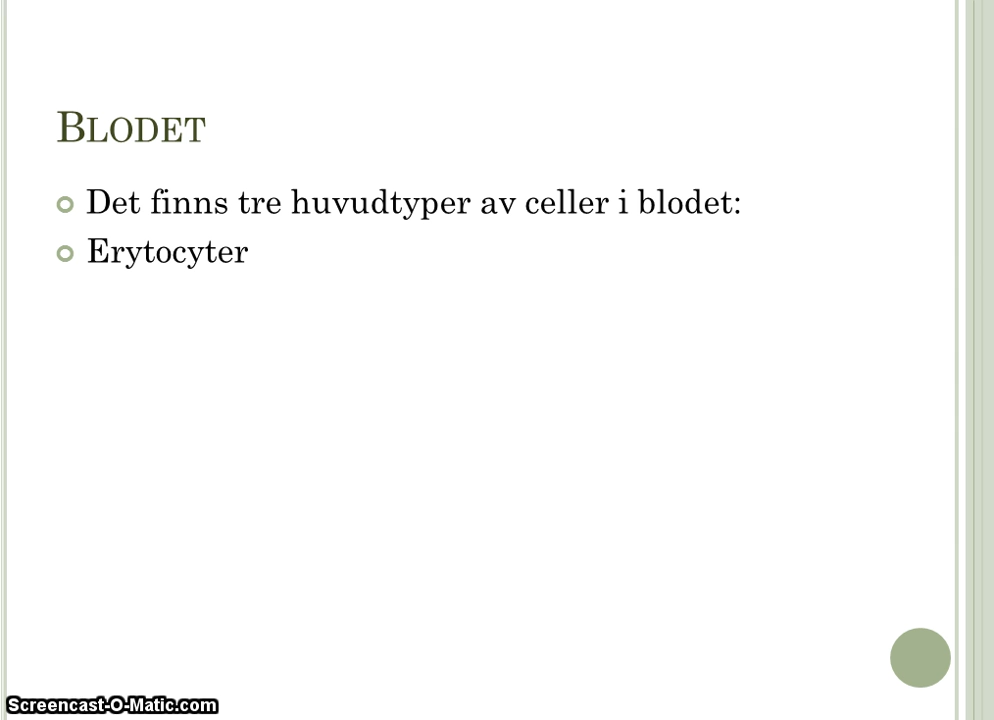 Blodet
Det finns tre huvudtyper av celler i blodet:
Erytocyter
Screencast-O-Matic.com